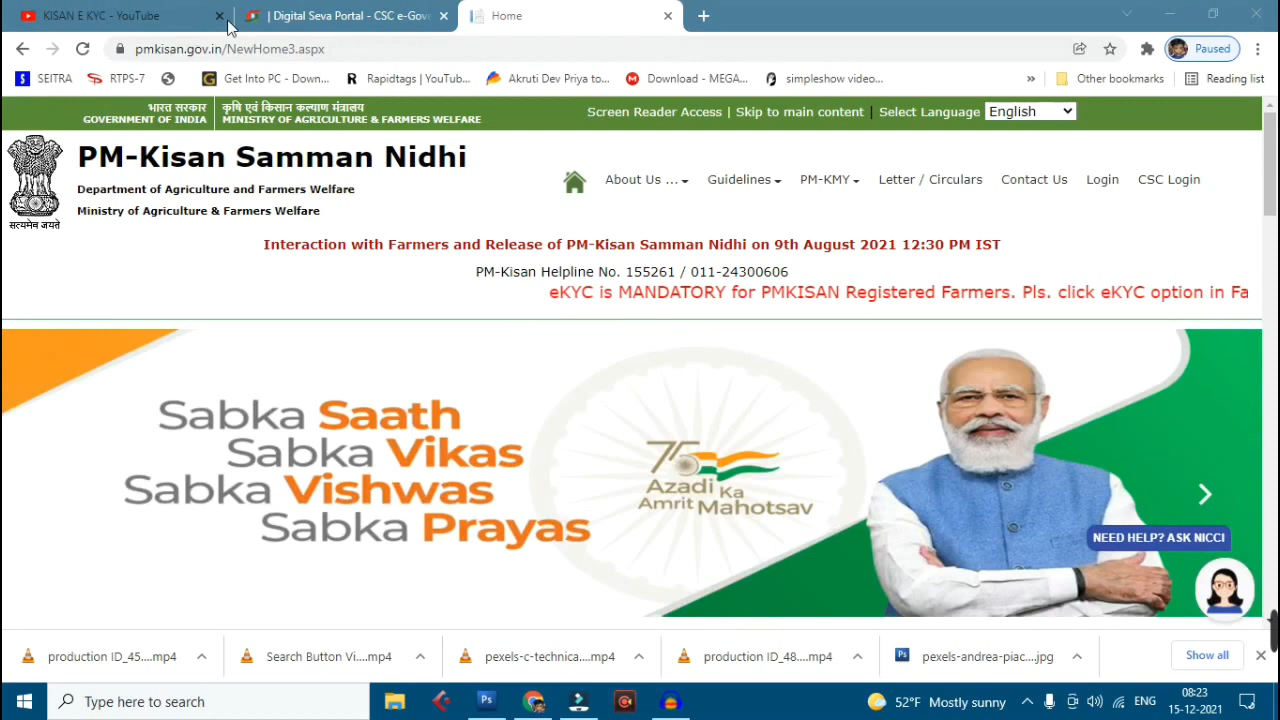 KISAN E KYC - YouTube
| Digital Seva Portal - CSC e-Gov
Home
pmkisan.gov.in/NewHome3.aspx
Paused
SEITRA
RTPS-7
Get Into PC - Down...
Rapidtags | YouTub...
Akruti Dev Priya to...
Download - MEGA...
simpleshow video...
»
Other bookmarks
Reading list
भारत सरकार
GOVERNMENT OF INDIA
कृषि एवं किसान कल्याण मंत्रालय
MINISTRY OF AGRICULTURE & FARMERS WELFARE
Screen Reader Access | Skip to main content | Select Language English
PM-Kisan Samman Nidhi
Department of Agriculture and Farmers Welfare
Ministry of Agriculture & Farmers Welfare
सत्यमेव जयते
About Us ...
Guidelines
PM-KMY
Letter / Circulars
Contact Us
Login
CSC Login
Interaction with Farmers and Release of PM-Kisan Samman Nidhi on 9th August 2021 12:30 PM IST
PM-Kisan Helpline No. 155261 / 011-24300606
eKYC is MANDATORY for PMKISAN Registered Farmers. Pls. click eKYC option in Fa
Sabka Saath
Sabka Vikas
Sabka Vishwas
Sabka Prayas
75
Azadi Ka
Amrit Mahotsav
NEED HELP? ASK NICCI
production ID_45....mp4
Search Button Vi....mp4
pexels-c-technica....mp4
production ID_48....mp4
Ps
pexels-andrea-piac....jpg
Show all
Type here to search
Ps
52°F Mostly sunny
ENG
08:23
15-12-2021